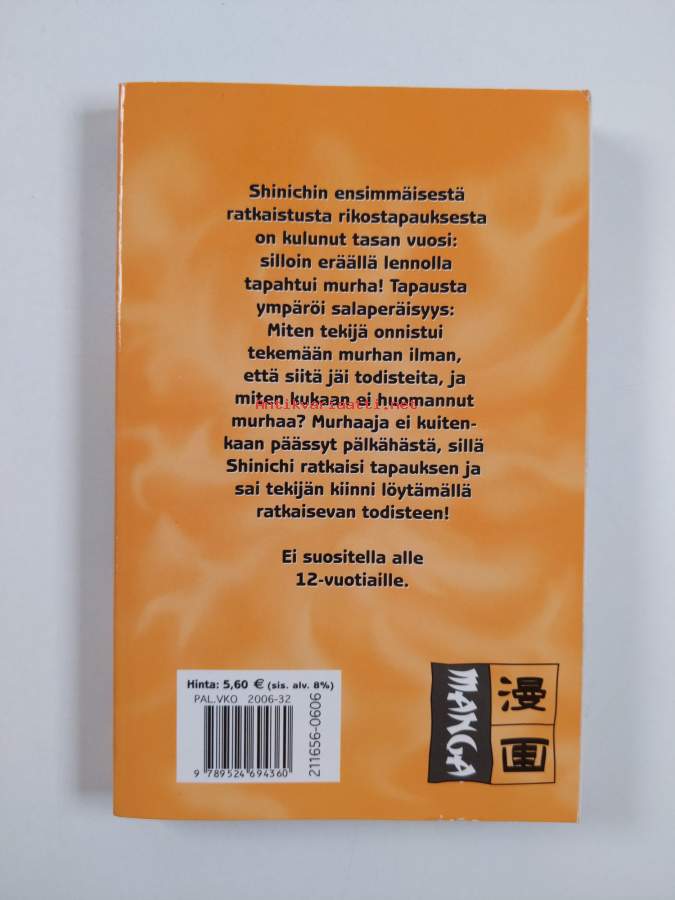 Shinichin ensimmäisestä
ratkaistusta rikostapauksesta
on kulunut tasan vuosi:
silloin eräällä lennolla
tapahtui murha! Tapausta
ympäröi salaperäisyys:
Miten tekijä onnistui
tekemään murhan ilman,
että siitä jäi todisteita, ja
miten kukaan ei huomannut
Antikvariaatti.net
murhaa? Murhaaja ei kuiten-
kaan päässyt pälkähästä, sillä
Shinichi ratkaisi tapauksen ja
sai tekijän kiinni löytämällä
ratkaisevan todisteen!
Ei suositella alle
12-vuotiaille.
Hinta: 5,60 € (sis. alv. 8%)
PAL.VKO 2006-32
9 789524 694360
211656-0606
MANGA
漫画